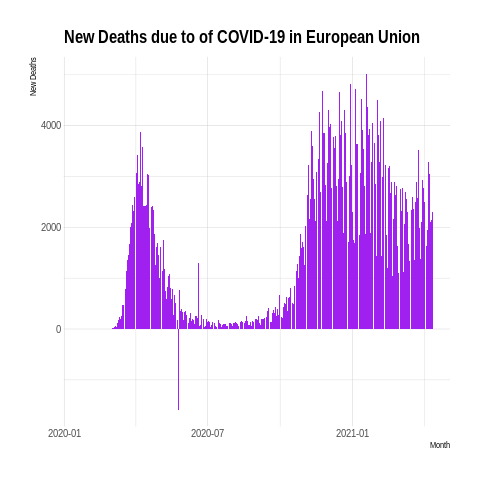 New Deaths due to of COVID-19 in European Union
New Deaths
4000
2000
0
2020-01
2020-07
2021-01
Month